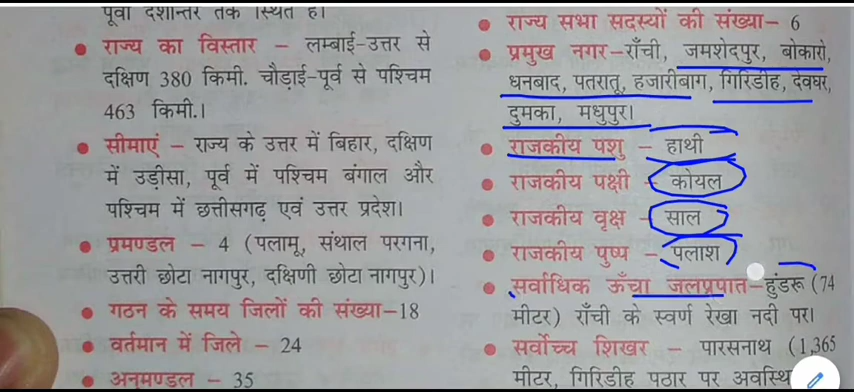 पूर्वी देशान्तर तक स्थित है।
• राज्य का विस्तार – लम्बाई-उत्तर से
दक्षिण 380 किमी. चौड़ाई-पूर्व से पश्चिम
463 किमी.।
• सीमाएं – राज्य के उत्तर में बिहार, दक्षिण
में उड़ीसा, पूर्व में पश्चिम बंगाल और
पश्चिम में छत्तीसगढ़ एवं उत्तर प्रदेश।
• प्रमण्डल – 4 (पलामू, संथाल परगना,
उत्तरी छोटा नागपुर, दक्षिणी छोटा नागपुर)।
• गठन के समय जिलों की संख्या-18
• वर्तमान में जिले – 24
• अनुमण्डल – 35
• राज्य सभा सदस्यों की संख्या– 6
• प्रमुख नगर-राँची, जमशेदपुर, बोकारो,
धनबाद, पतरातू, हजारीबाग, गिरिडीह, देवघर,
दुमका, मधुपुर।
• राजकीय पशु – हाथी
• राजकीय पक्षी – कोयल
• राजकीय वृक्ष – साल
• राजकीय पुष्प – पलाश
• सर्वाधिक ऊँचा जलप्रपात–हुंडरू (74
मीटर) राँची के स्वर्ण रेखा नदी पर।
• सर्वोच्च शिखर – पारसनाथ (1,365
मीटर, गिरिडीह पठार पर